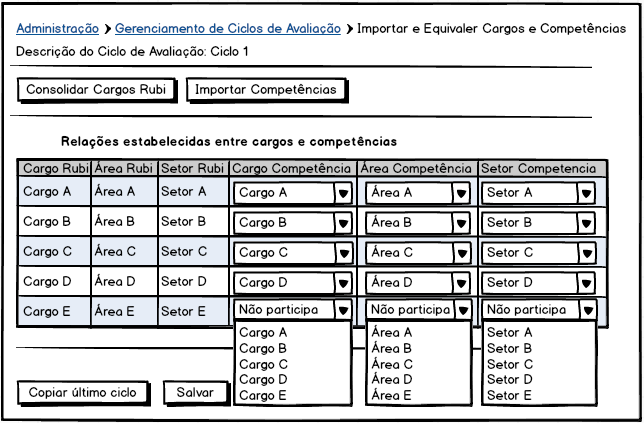 Administração ❯ Gerenciamento de Ciclos de Avaliação ❯ Importar e Equivaler Cargos e Competências
Descrição do Ciclo de Avaliação: Ciclo 1
Consolidar Cargos Rubi Importar Competências
Relações estabelecidas entre cargos e competências
Cargo Rubi Área Rubi Setor Rubi Cargo Competência Área Competência Setor Competencia
Cargo A Área A Setor A Cargo A Área A Setor A
Cargo B Área B Setor B Cargo B Área B Setor B
Cargo C Área C Setor C Cargo C Área C Setor C
Cargo D Área D Setor D Cargo D Área D Setor D
Cargo E Área E Setor E Não participa Não participa Não participa
Cargo A Área A Setor A
Cargo B Área B Setor B
Cargo C Área C Setor C
Cargo D Área D Setor D
Cargo E Área E Setor E
Copiar último ciclo Salvar